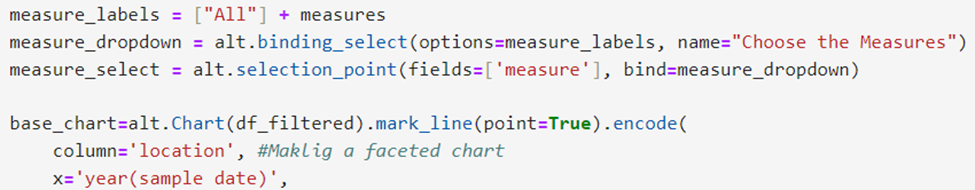 measure_labels = ["All"] + measures
measure_dropdown = alt.binding_select(options=measure_labels, name="Choose the Measures")
measure_select = alt.selection_point(fields=['measure'], bind=measure_dropdown)
base_chart=alt.Chart(df_filtered).mark_line(point=True).encode(
column='location', #Maklig a faceted chart
x='year(sample date)',